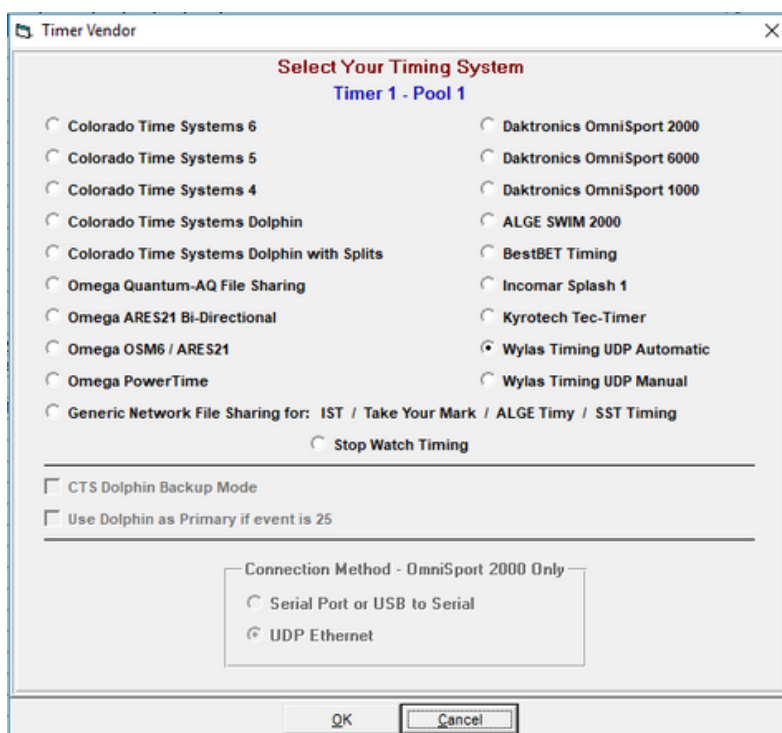 Timer Vendor
Select Your Timing System
Timer 1 - Pool 1
Colorado Time Systems 6
Colorado Time Systems 5
Colorado Time Systems 4
Colorado Time Systems Dolphin
Colorado Time Systems Dolphin with Splits
Omega Quantum-AQ File Sharing
Omega ARES21 Bi-Directional
Omega OSM6 / ARES21
Omega PowerTime
Daktronics OmniSport 2000
Daktronics OmniSport 6000
Daktronics OmniSport 1000
ALGE SWIM 2000
BestBET Timing
Incomar Splash 1
Kyrotech Tec-Timer
Wylas Timing UDP Automatic
Wylas Timing UDP Manual
Generic Network File Sharing for: IST / Take Your Mark / ALGE Timy / SST Timing
Stop Watch Timing
CTS Dolphin Backup Mode
Use Dolphin as Primary if event is 25
Connection Method - OmniSport 2000 Only
Serial Port or USB to Serial
UDP Ethernet
OK
Cancel